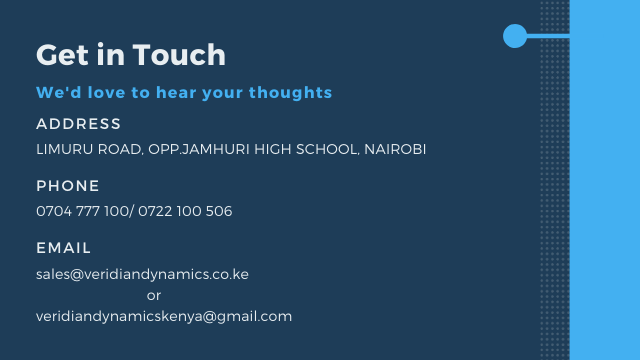 Get in Touch
We'd love to hear your thoughts
ADDRESS
LIMURU ROAD, OPP.JAMHURI HIGH SCHOOL, NAIROBI
PHONE
0704 777 100/ 0722 100 506
EMAIL
sales@veridiandynamics.co.ke
or
veridiandynamicskenya@gmail.com